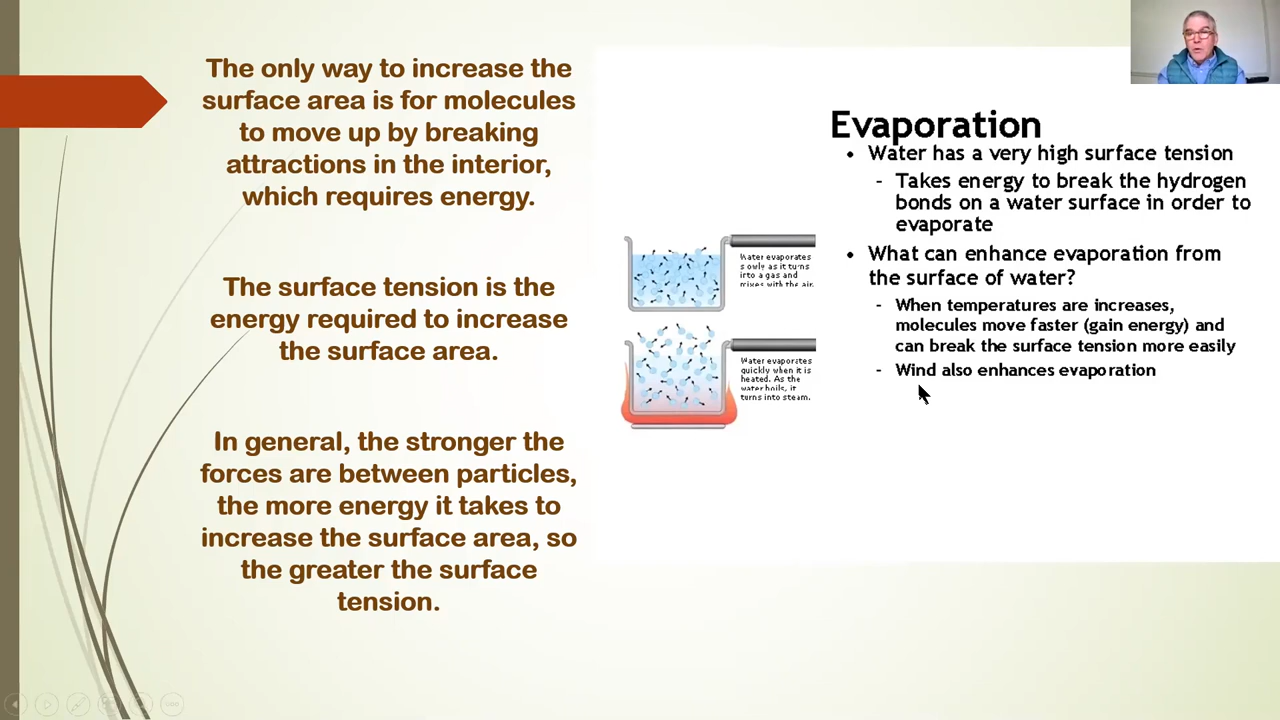 The only way to increase the
surface area is for molecules
to move up by breaking
attractions in the interior,
which requires energy.
The surface tension is the
energy required to increase
the surface area.
In general, the stronger the
forces are between particles,
the more energy it takes to
increase the surface area, so
the greater the surface
tension.
Evaporation
• Water has a very high surface tension
- Takes energy to break the hydrogen
bonds on a water surface in order to
evaporate
• What can enhance evaporation from
the surface of water?
- When temperatures are increases,
molecules move faster (gain energy) and
can break the surface tension more easily
- Wind also enhances evaporation
Water evaporates
slowly as it turns
into a gas and
mixes with the air.
Water evaporates
quickly when it is
heated. As the
water boils, it
turns into steam.